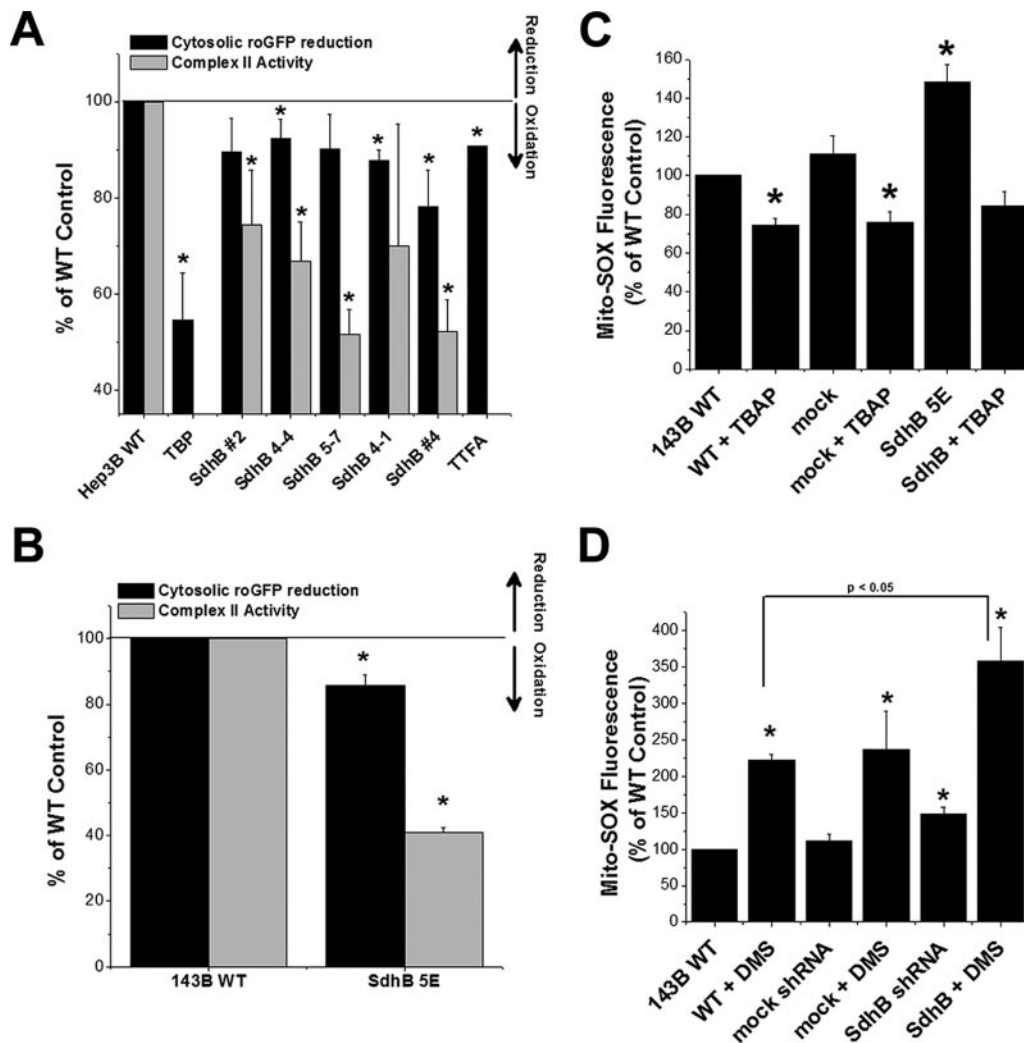 A
Cytosolic roGFP reduction
Complex II Activity
Reduction
Oxidation
% of WT Control
100
80
60
40
Hep3B WT
TBP
SdhB #2
SdhB 4-4
SdhB 5-7
SdhB 4-1
SdhB #4
TTFA
* * * * * * * * *
B
Cytosolic roGFP reduction
Complex II Activity
Reduction
Oxidation
% of WT Control
100
80
60
40
20
0
143B WT
SdhB 5E
* *
C
Mito-SOX Fluorescence
(% of WT Control)
160
140
120
100
80
60
40
20
0
143B WT
WT + TBAP
mock
mock + TBAP
SdhB 5E
SdhB + TBAP
* * *
D
p < 0.05
Mito-SOX Fluorescence
(% of WT Control)
400
350
300
250
200
150
100
50
0
143B WT
WT + DMS
mock shRNA
mock + DMS
SdhB shRNA
SdhB + DMS
* * * *